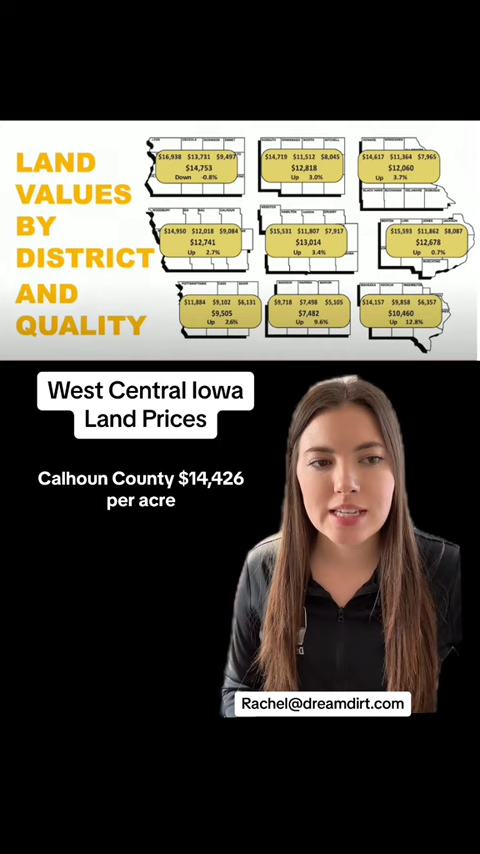 LAND
VALUES
BY
DISTRICT
AND
QUALITY
$16,938 $13,731 $9,497
$14,753
Down -0.8%
$14,719 $11,512 $8,045
$12,818
Up 3.0%
$14,617 $11,364 $7,965
$12,060
Up 3.7%
$14,950 $12,018 $9,084
$12,741
Up 2.7%
$15,531 $11,807 $7,917
$13,014
Up 3.4%
$15,593 $11,862 $8,087
$12,678
Up 0.7%
$11,884 $9,102 $6,131
$9,505
Up 2.6%
$9,718 $7,498 $5,105
$7,482
Up 9.6%
$14,157 $9,858 $6,357
$10,460
Up 12.8%
West Central Iowa
Land Prices
Calhoun County $14,426
per acre
Rachel@dreamdirt.com